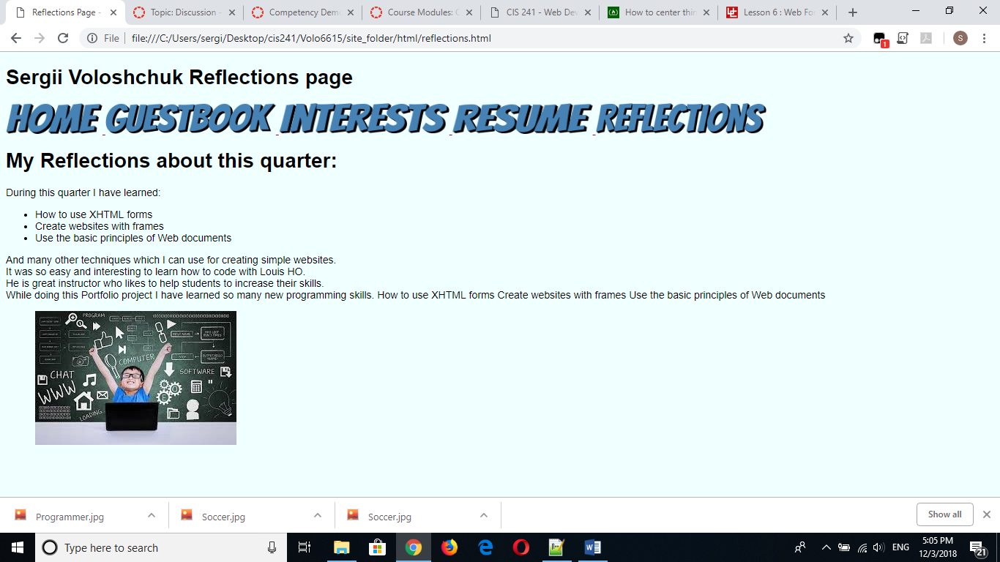 Reflections Page -
Topic: Discussion -
Competency Dem
Course Modules: C
CIS 241 - Web Dev
How to center thin
Lesson 6 : Web For
File
file:///C:/Users/sergi/Desktop/cis241/Volo6615/site_folder/html/reflections.html
1
S
Sergii Voloshchuk Reflections page
HOME GUESTBOOK INTERESTS RESUME REFLECTIONS
My Reflections about this quarter:
During this quarter I have learned:
• How to use XHTML forms
• Create websites with frames
• Use the basic principles of Web documents
And many other techniques which I can use for creating simple websites.
It was so easy and interesting to learn how to code with Louis HO.
He is great instructor who likes to help students to increase their skills.
While doing this Portfolio project I have learned so many new programming skills. How to use XHTML forms Create websites with frames Use the basic principles of Web documents
PROGRAM
INPUT NAME
STOP
COMPUTER
CHAT
SOFTWARE
WWW
LOADING
Programmer.jpg
Soccer.jpg
Soccer.jpg
Show all
Type here to search
ENG
5:05 PM
12/3/2018
21